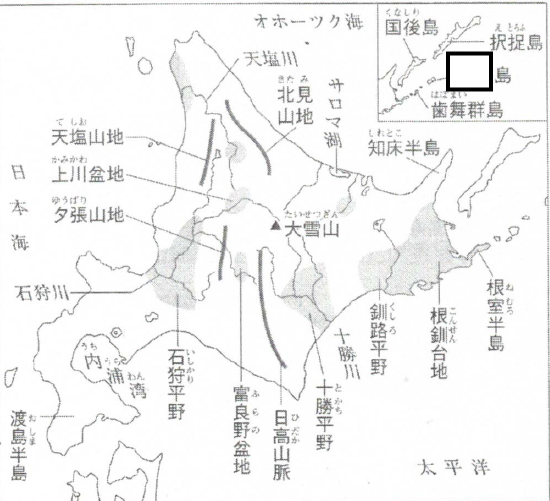 オホーツク海
くなしり
国後島
えとろふ
択捉島
島
はぼまい
歯舞群島
天塩川
きたみ
北見
山地
サロマ湖
しれとこ
知床半島
てしお
天塩山地
かみかわ
上川盆地
ゆうばり
夕張山地
日本海
たいせつざん
大雪山
石狩川
うちうらわん
内浦湾
おしま
渡島半島
いしかり
石狩平野
ふらの
富良野盆地
ひだか
日高山脈
とかち
十勝平野
十勝川
くしろ
釧路平野
こんせん
根釧台地
ねむろ
根室半島
太平洋